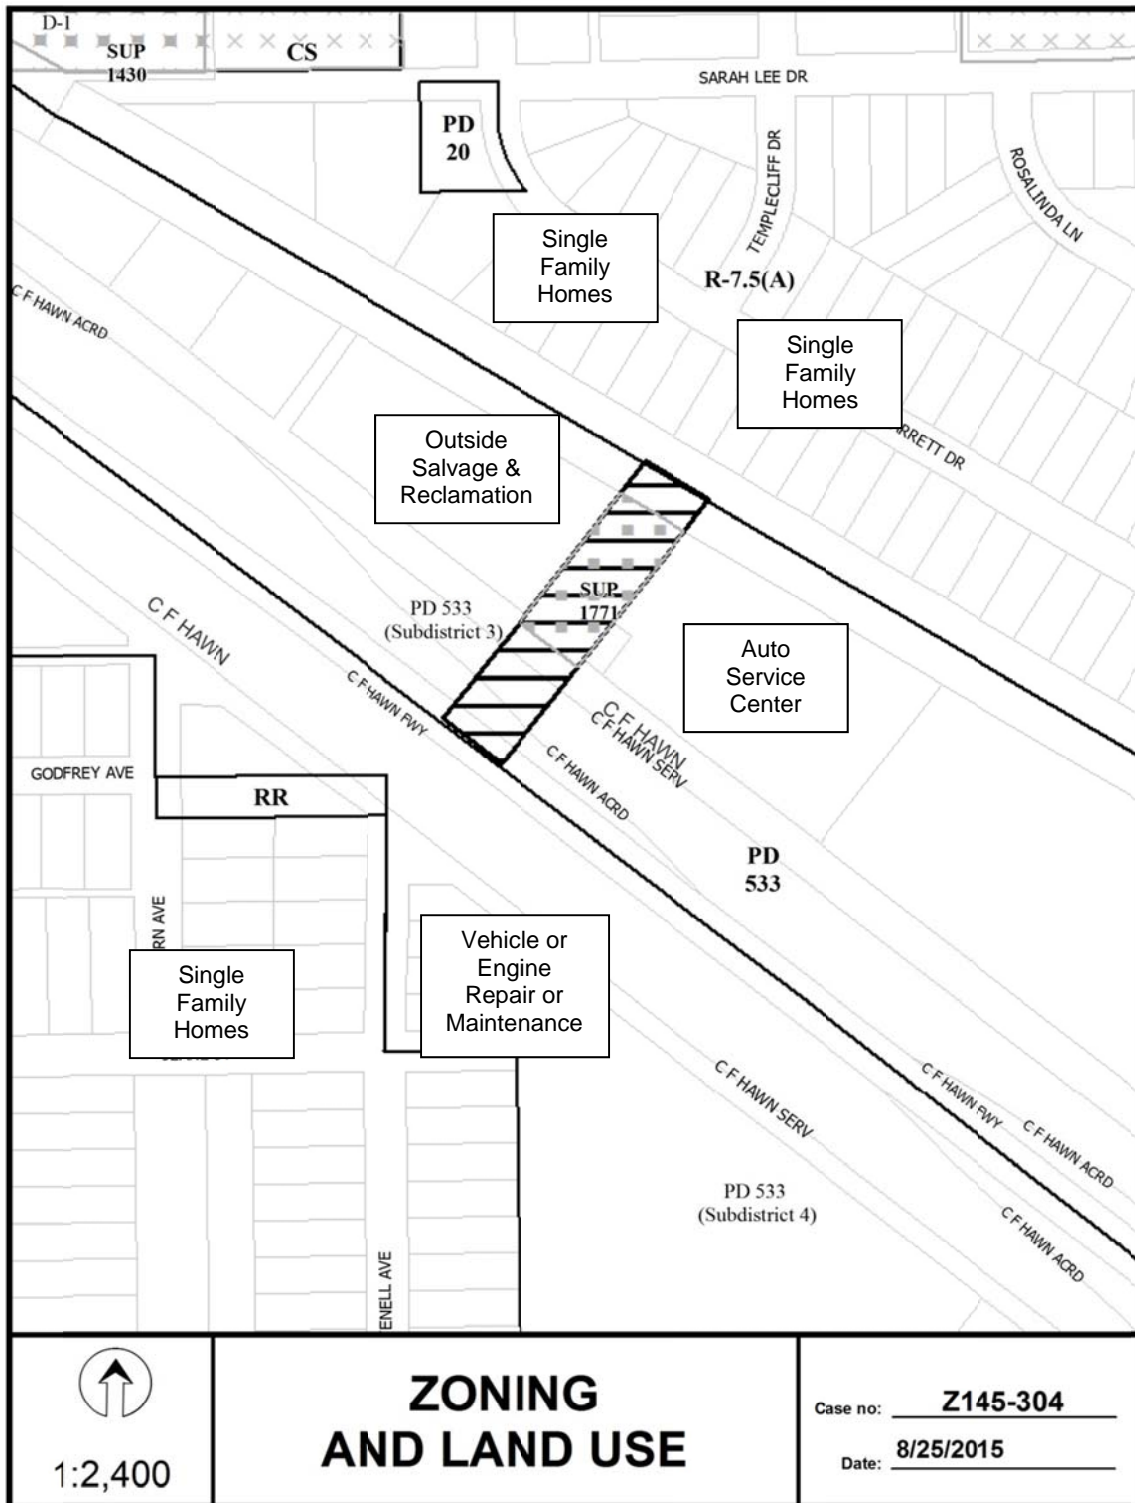 D-1
SUP
1430
CS
SARAH LEE DR
PD
20
TEMPLECLIFF DR
ROSALINDA LN
Single
Family
Homes
R-7.5(A)
C F HAWN ACRD
Single
Family
Homes
RRETT DR
Outside
Salvage &
Reclamation
SUP
1771
PD 533
(Subdistrict 3)
C F HAWN
C F HAWN FWY
Auto
Service
Center
C F HAWN
C F HAWN SERV
C F HAWN ACRD
GODFREY AVE
RR
PD
533
RN AVE
Single
Family
Homes
Vehicle or
Engine
Repair or
Maintenance
C F HAWN SERV
C F HAWN FWY
C F HAWN ACRD
PD 533
(Subdistrict 4)
C F HAWN ACRD
ENELL AVE
1:2,400
ZONING
AND LAND USE
Case no: Z145-304
Date: 8/25/2015